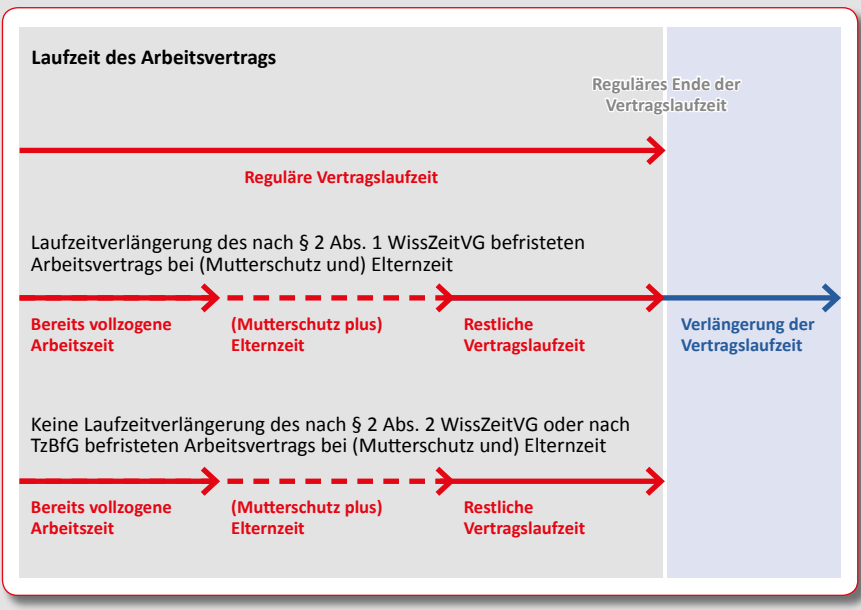 Laufzeit des Arbeitsvertrags
Reguläres Ende der
Vertragslaufzeit
Reguläre Vertragslaufzeit
Laufzeitverlängerung des nach § 2 Abs. 1 WissZeitVG befristeten
Arbeitsvertrags bei (Mutterschutz und) Elternzeit
Bereits vollzogene
Arbeitszeit
(Mutterschutz plus)
Elternzeit
Restliche
Vertragslaufzeit
Verlängerung der
Vertragslaufzeit
Keine Laufzeitverlängerung des nach § 2 Abs. 2 WissZeitVG oder nach
TzBfG befristeten Arbeitsvertrags bei (Mutterschutz und) Elternzeit
Bereits vollzogene
Arbeitszeit
(Mutterschutz plus)
Elternzeit
Restliche
Vertragslaufzeit